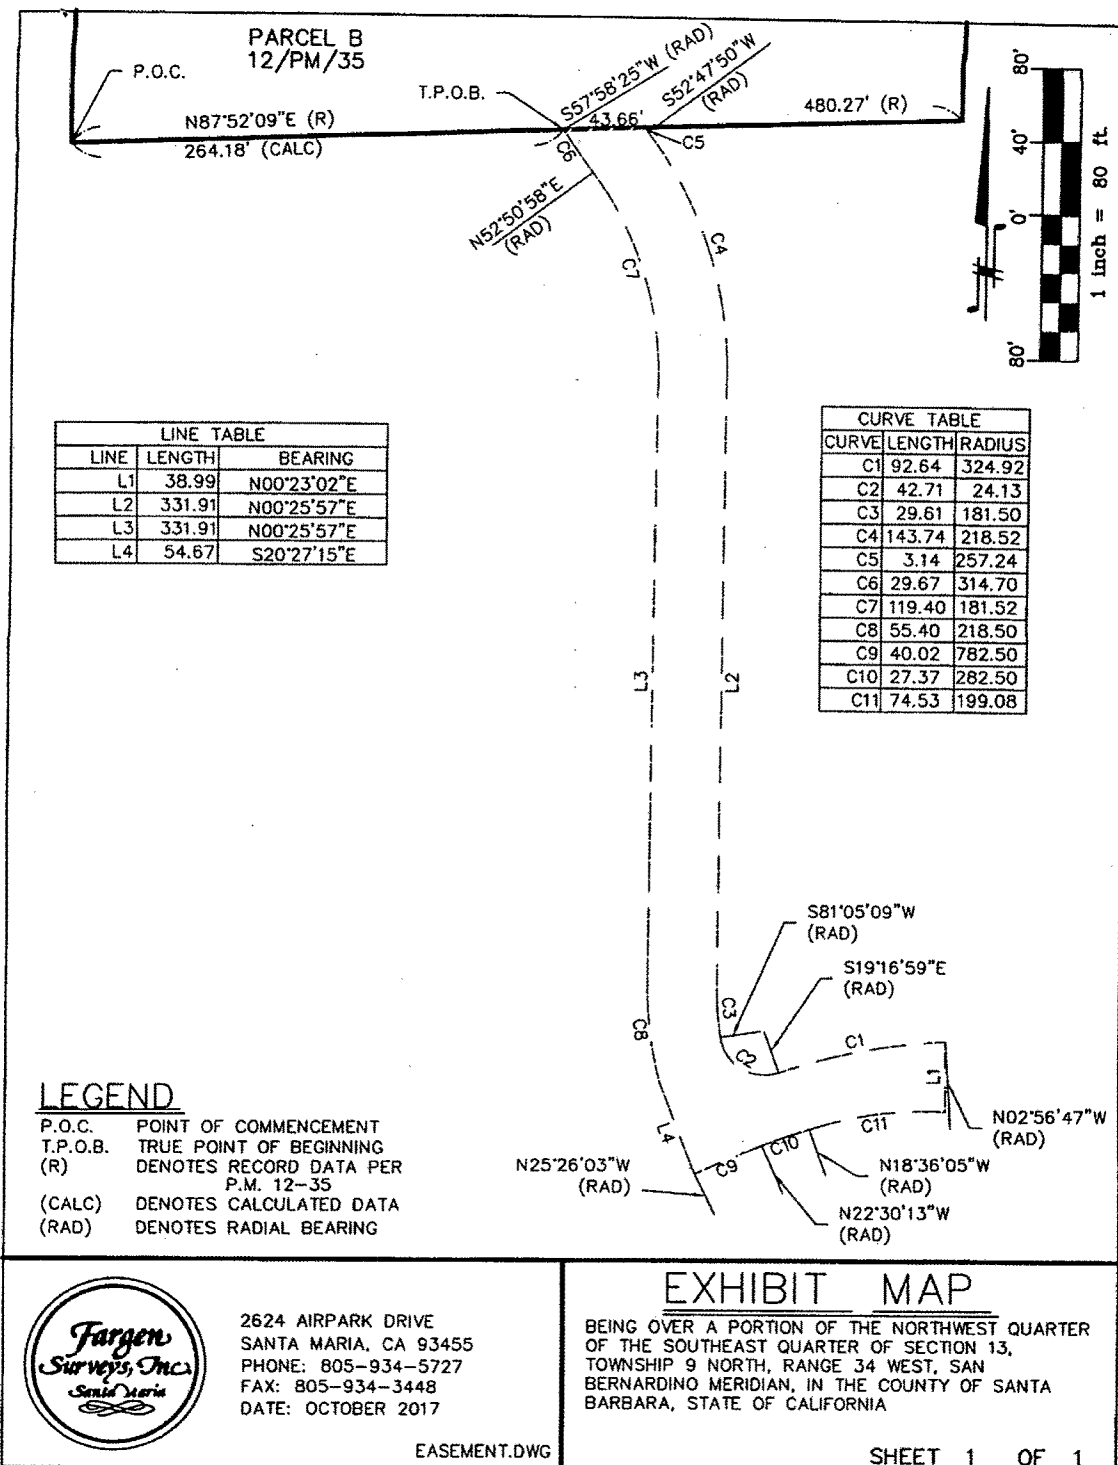 PARCEL B
12/PM/35
P.O.C.
T.P.O.B.
S57°58'25"W (RAD)
S52°47'50"W
(RAD)
N87°52'09"E (R)
264.18' (CALC)
43.66'
480.27' (R)
C6
C5
N52°50'58"E
(RAD)
C7
C4
80'
40'
0'
80'
1 inch = 80 ft.
LINE TABLE
LINE LENGTH BEARING
L1 38.99 N00°23'02"E
L2 331.91 N00°25'57"E
L3 331.91 N00°25'57"E
L4 54.67 S20°27'15"E
CURVE TABLE
CURVE LENGTH RADIUS
C1 92.64 324.92
C2 42.71 24.13
C3 29.61 181.50
C4 143.74 218.52
C5 3.14 257.24
C6 29.67 314.70
C7 119.40 181.52
C8 55.40 218.50
C9 40.02 782.50
C10 27.37 282.50
C11 74.53 199.08
L3
L2
S81°05'09"W
(RAD)
S19°16'59"E
(RAD)
C3
C8
C2
C1
L1
L4
C9
C10
C11
N02°56'47"W
(RAD)
N25°26'03"W
(RAD)
N18°36'05"W
(RAD)
N22°30'13"W
(RAD)
LEGEND
P.O.C. POINT OF COMMENCEMENT
T.P.O.B. TRUE POINT OF BEGINNING
(R) DENOTES RECORD DATA PER
P.M. 12-35
(CALC) DENOTES CALCULATED DATA
(RAD) DENOTES RADIAL BEARING
Fargen
Surveys, Inc.
Santa Maria
2624 AIRPARK DRIVE
SANTA MARIA, CA 93455
PHONE: 805-934-5727
FAX: 805-934-3448
DATE: OCTOBER 2017
EASEMENT.DWG
EXHIBIT MAP
BEING OVER A PORTION OF THE NORTHWEST QUARTER
OF THE SOUTHEAST QUARTER OF SECTION 13,
TOWNSHIP 9 NORTH, RANGE 34 WEST, SAN
BERNARDINO MERIDIAN, IN THE COUNTY OF SANTA
BARBARA, STATE OF CALIFORNIA
SHEET 1 OF 1